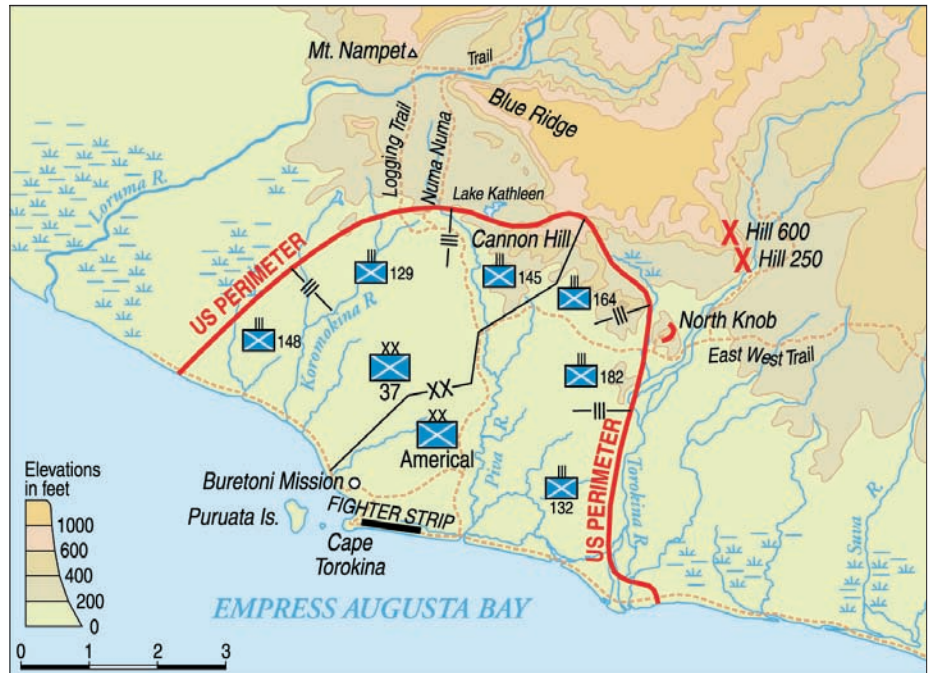 Mt. Nampet
Trail
Blue Ridge
Logging Trail
Numa Numa
Loruma R.
Lake Kathleen
Cannon Hill
Hill 600
Hill 250
US PERIMETER
129
145
164
North Knob
148
Koromokina R.
East West Trail
XX
37
182
XX
XX
Americal
Piva R.
US PERIMETER
Torokina R.
132
Suva R.
Elevations
in feet
1000
600
400
200
0
Buretoni Mission
Puruata Is.
FIGHTER STRIP
Cape
Torokina
EMPRESS AUGUSTA BAY
0 1 2 3